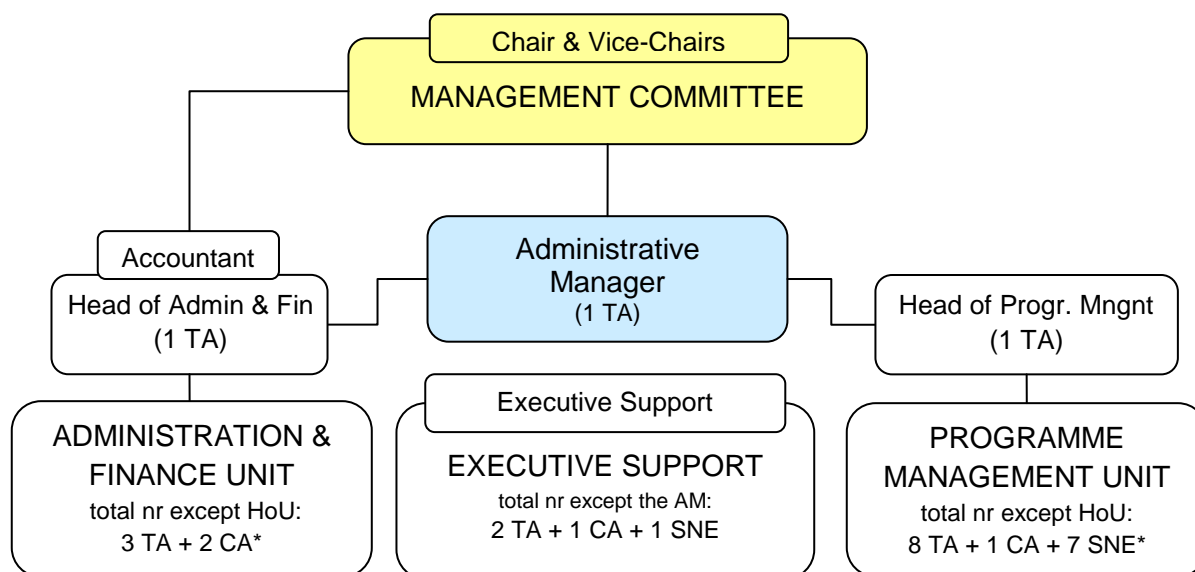 Chair & Vice-Chairs
MANAGEMENT COMMITTEE
Accountant
Head of Admin & Fin
(1 TA)
Administrative
Manager
(1 TA)
Head of Progr. Mngnt
(1 TA)
ADMINISTRATION &
FINANCE UNIT
total nr except HoU:
3 TA + 2 CA*
Executive Support
EXECUTIVE SUPPORT
total nr except the AM:
2 TA + 1 CA + 1 SNE
PROGRAMME
MANAGEMENT UNIT
total nr except HoU:
8 TA + 1 CA + 7 SNE*